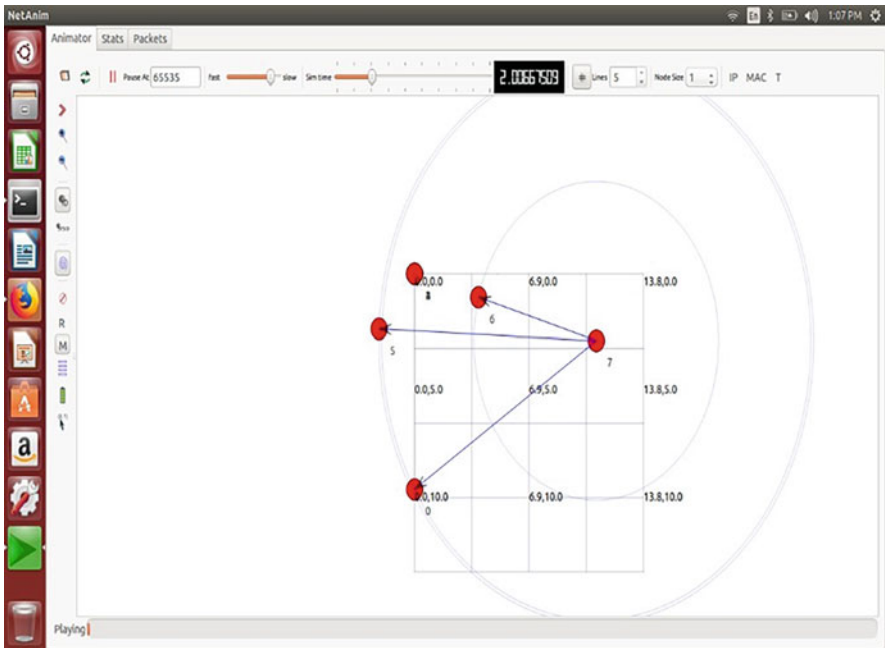 NetAnim
En 1:07 PM
Animator Stats Packets
Pause At 65535 fast slow Sim time 2.00667509 Lines 5 Node Size 1 IP MAC T
R
M
0.0,0.0 6.9,0.0 13.8,0.0
6
5
7
0.0,5.0 6.9,5.0 13.8,5.0
0.0,10.0 6.9,10.0 13.8,10.0
0
Playing